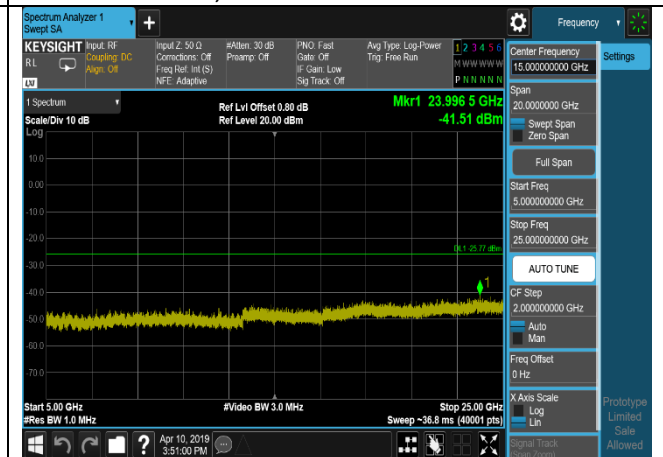 Spectrum Analyzer 1
Swept SA
+
Frequency
KEYSIGHT
RL
LXI
Input: RF
Coupling: DC
Align: Off
Input Z: 50 Ω
Corrections: Off
Freq Ref: Int (S)
NFE: Adaptive
#Atten: 30 dB
Preamp: Off
PNO: Fast
Gate: Off
IF Gain: Low
Sig Track: Off
Avg Type: Log-Power
Trig: Free Run
1 2 3 4 5 6
M W W W W W
P N N N N N
1 Spectrum
Scale/Div 10 dB
Log
Ref Lvl Offset 0.80 dB
Ref Level 20.00 dBm
Mkr1 23.996 5 GHz
-41.51 dBm
10.0
0.00
-10.0
-20.0
-30.0
-40.0
-50.0
-60.0
-70.0
DL1 -25.77 dBm
1
Start 5.00 GHz
#Res BW 1.0 MHz
#Video BW 3.0 MHz
Stop 25.00 GHz
Sweep ~36.8 ms (40001 pts)
Center Frequency
15.000000000 GHz
Settings
Span
20.0000000 GHz
Swept Span
Zero Span
Full Span
Start Freq
5.000000000 GHz
Stop Freq
25.000000000 GHz
AUTO TUNE
CF Step
2.000000000 GHz
Auto
Man
Freq Offset
0 Hz
X Axis Scale
Log
Lin
Signal Track
(Span Zoom)
Prototype
Limited
Sale
Allowed
?
Apr 10, 2019
3:51:00 PM